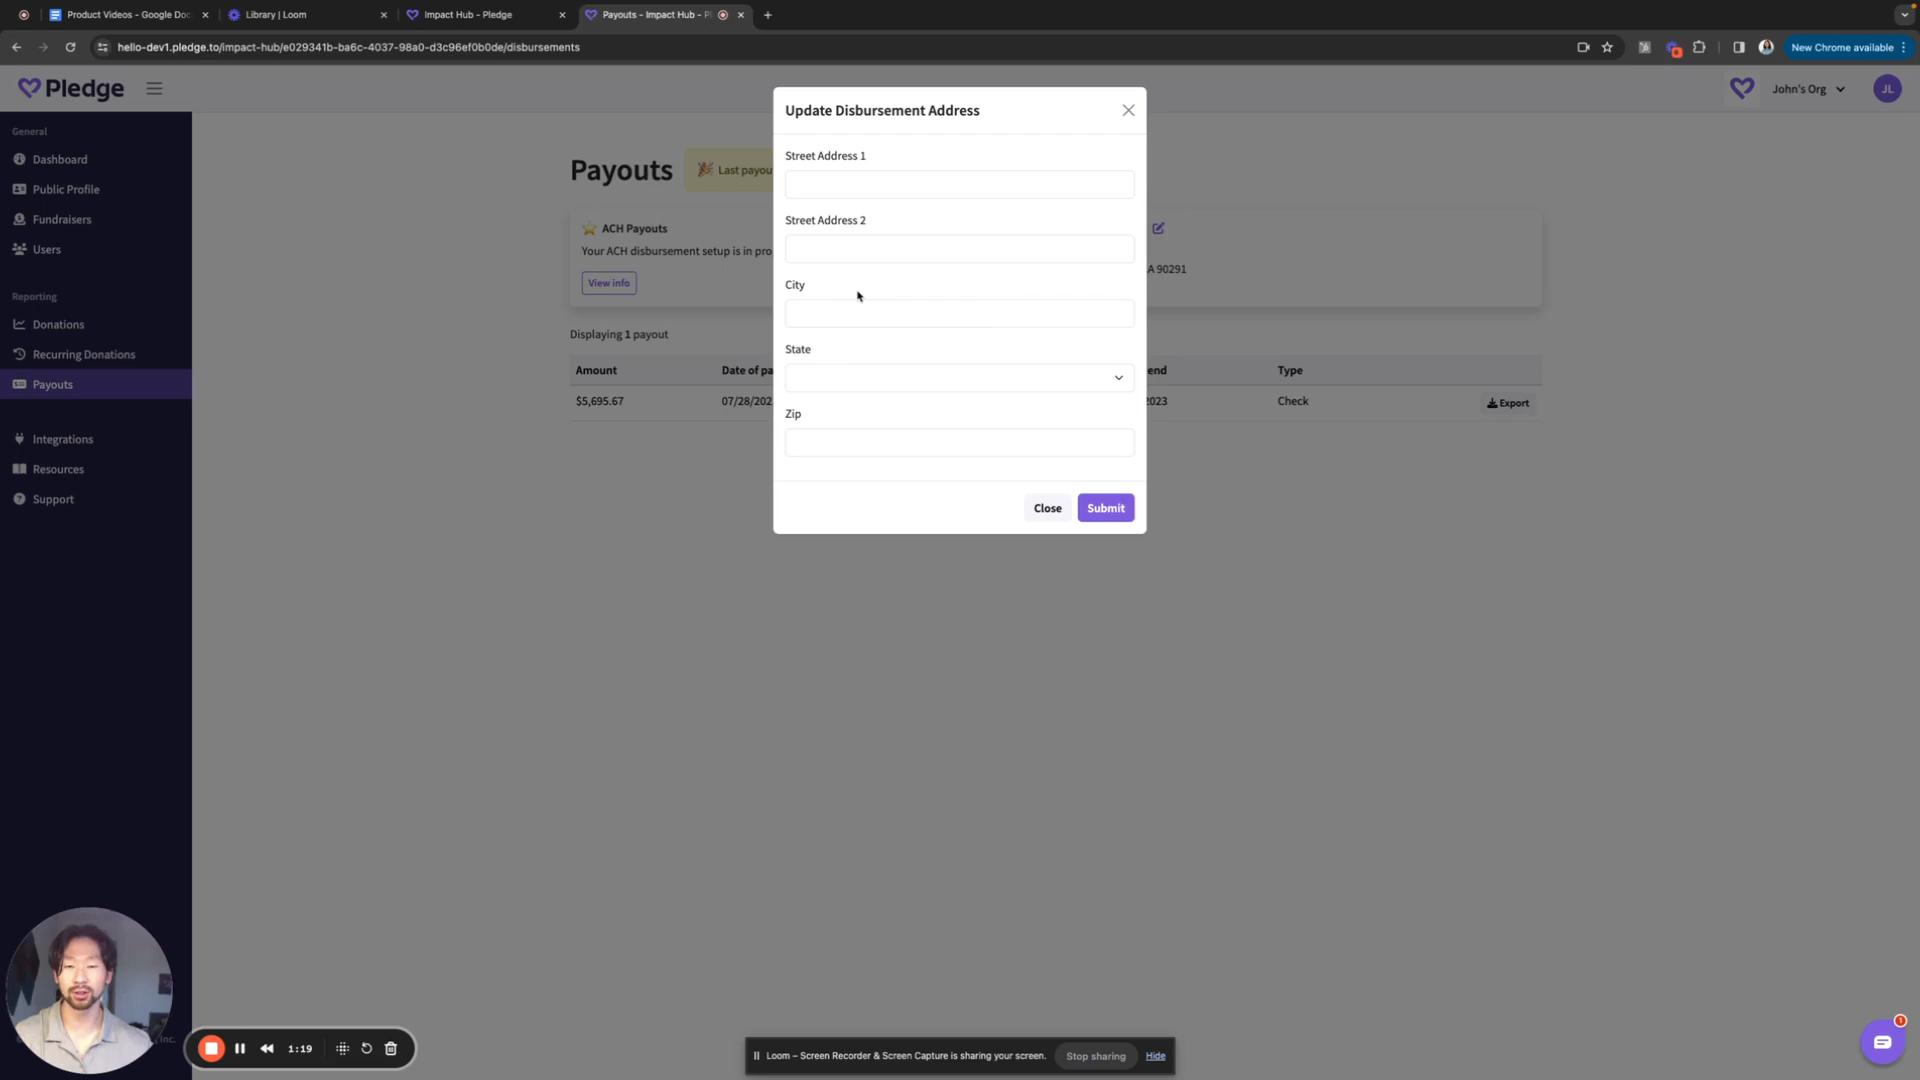 Product Videos - Google Doc
Library | Loom
Impact Hub - Pledge
Payouts - Impact Hub - Pl
hello-dev1.pledge.to/impact-hub/e029341b-ba6c-4037-98a0-d3c96ef0b0de/disbursements
New Chrome available
Pledge
John's Org
JL
General
Dashboard
Public Profile
Fundraisers
Users
Reporting
Donations
Recurring Donations
Payouts
Integrations
Resources
Support
Payouts
Last payou
ACH Payouts
Your ACH disbursement setup is in pro
View info
A 90291
Displaying 1 payout
Amount
Date of pa
end
Type
$5,695.67
07/28/202
2023
Check
Export
Update Disbursement Address
Street Address 1
Street Address 2
City
State
Zip
Close
Submit
Inc.
1:19
Loom – Screen Recorder & Screen Capture is sharing your screen.
Stop sharing
Hide
1